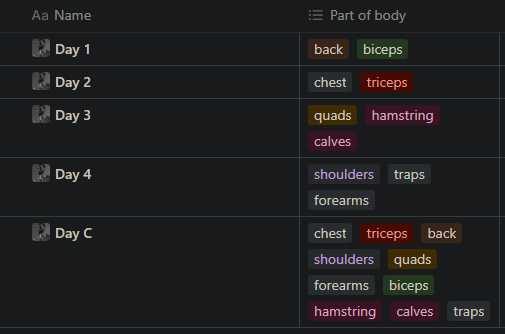 Aa Name Part of body
Day 1 back biceps
Day 2 chest triceps
Day 3 quads hamstring
calves
Day 4 shoulders traps
forearms
Day C chest triceps back
shoulders quads
forearms biceps
hamstring calves traps